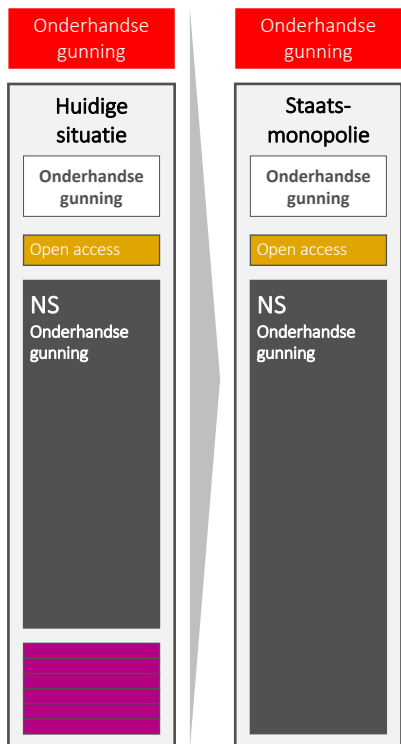 Onderhandse
gunning
Huidige
situatie
Onderhandse
gunning
Open access
NS
Onderhandse
gunning
Onderhandse
gunning
Staats-
monopolie
Onderhandse
gunning
Open access
NS
Onderhandse
gunning